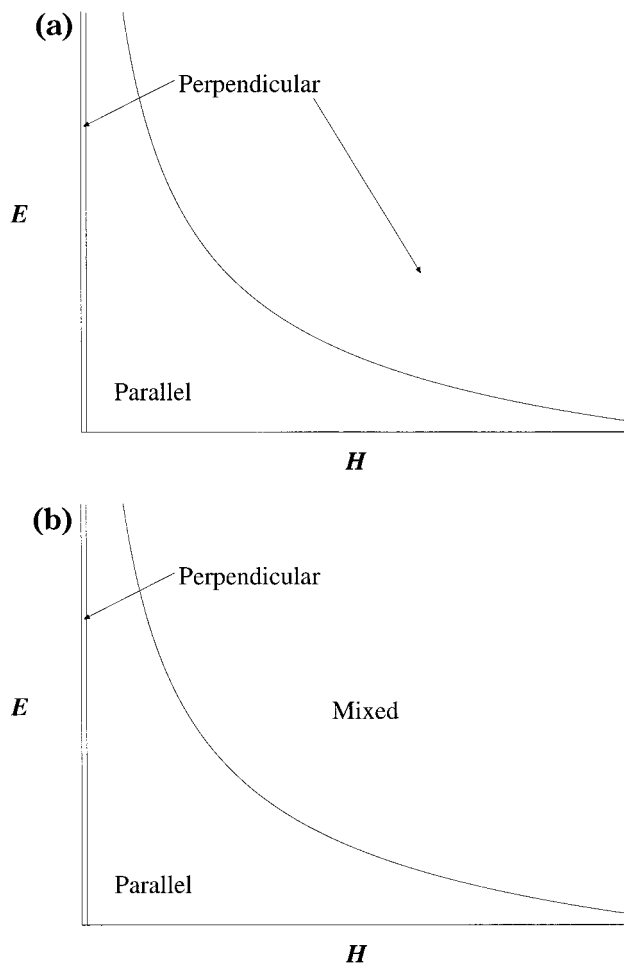 (a)
Perpendicular
E
Parallel
H
(b)
Perpendicular
E
Mixed
Parallel
H